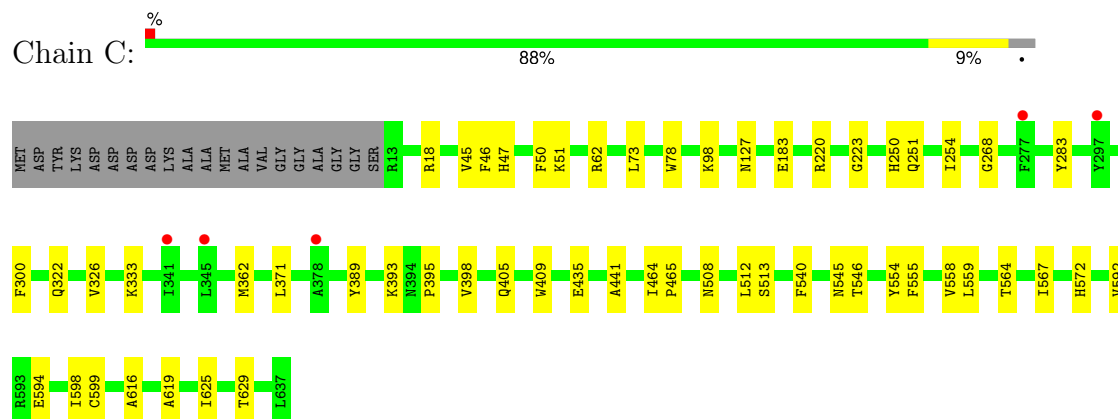 %
Chain C:
88% 9% •
MET ASP TYR LYS ASP ASP ASP ASP LYS ALA ALA MET ALA VAL GLY GLY ALA GLY GLY SER R13 R18 V45 F46 H47 F50 K51 R62 L73 W78 K98 N127 E183 R220 G223 H250 Q251 I254 G268 F277 Y283 Y297
F300 Q322 V326 K333 I341 L345 M362 L371 A378 Y389 K393 N394 P395 V398 Q405 W409 E435 A441 I464 P465 N508 L512 S513 F540 N545 T546 Y554 F555 V558 L559 T564 I567 H572
R593 E594 I598 C599 A616 A619 I625 T629 L637